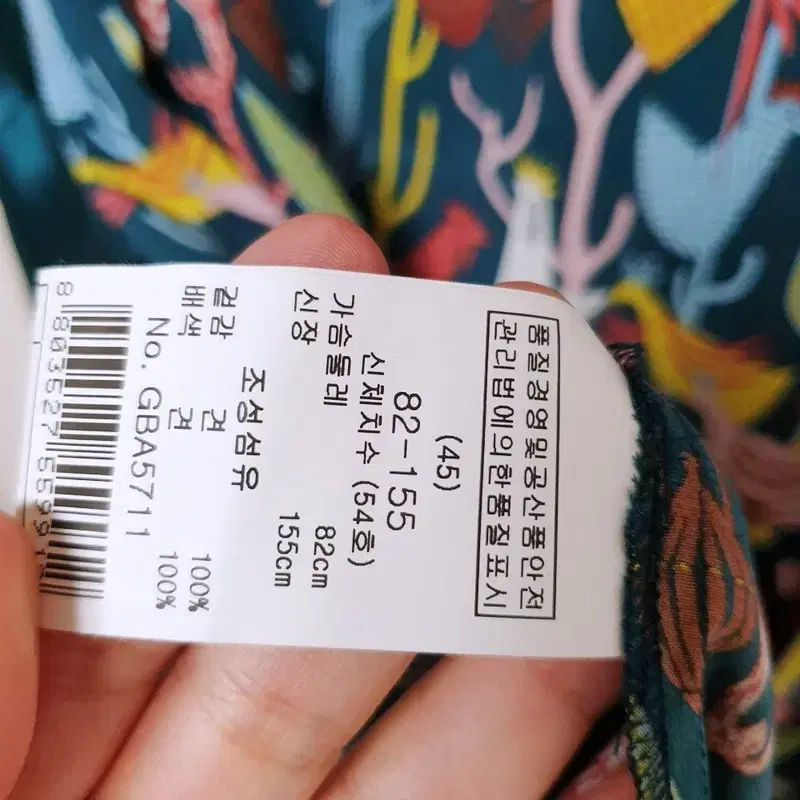 품질경영및공산품안전
관리법에의한품질표시
(45)
82-155
신체치수 (54호)
가슴둘레 82cm
신장 155cm
조성섬유
겉감 견 100%
배색 견 100%
No. GBA5711